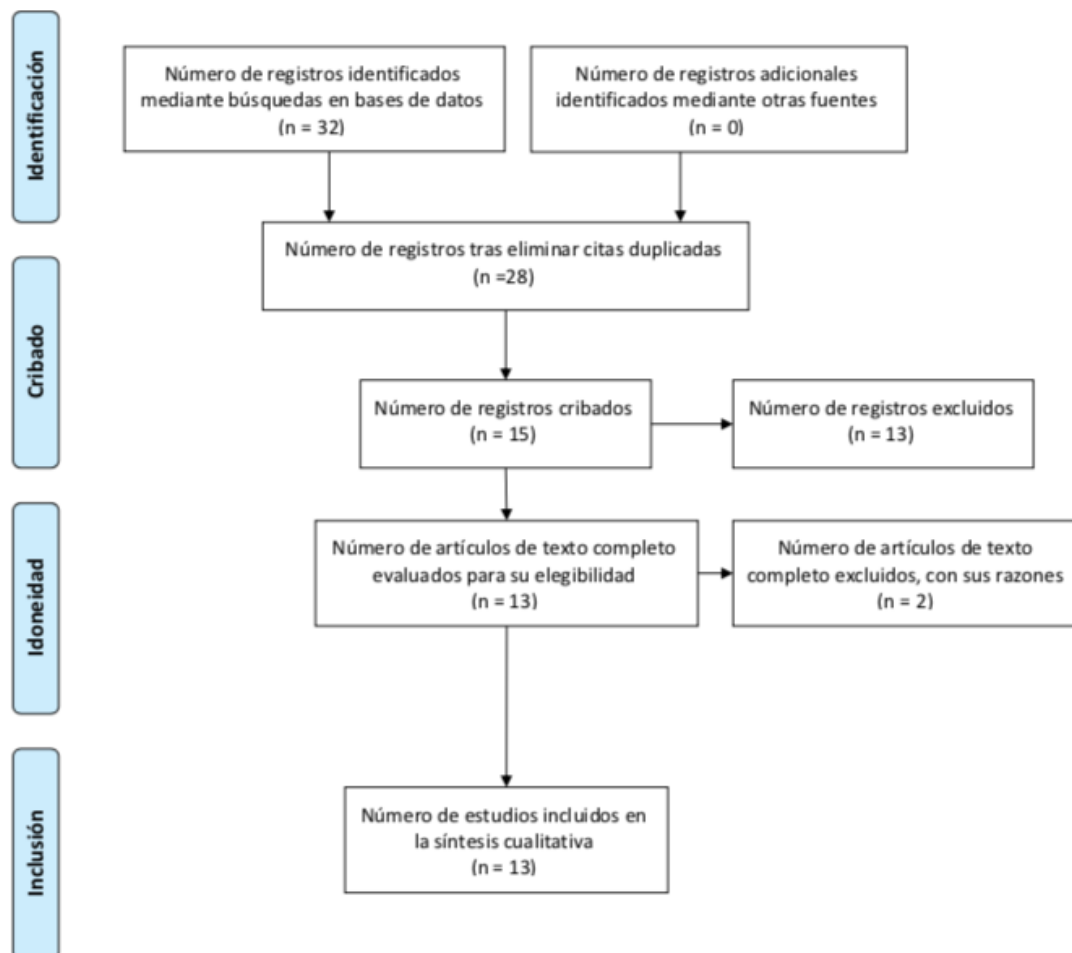 Identificación
Número de registros identificados
mediante búsquedas en bases de datos
(n = 32)
Número de registros adicionales
identificados mediante otras fuentes
(n = 0)
Número de registros tras eliminar citas duplicadas
(n =28)
Cribado
Número de registros cribados
(n = 15)
Número de registros excluidos
(n = 13)
Idoneidad
Número de artículos de texto completo
evaluados para su elegibilidad
(n = 13)
Número de artículos de texto
completo excluidos, con sus razones
(n = 2)
Inclusión
Número de estudios incluidos en
la síntesis cualitativa
(n = 13)